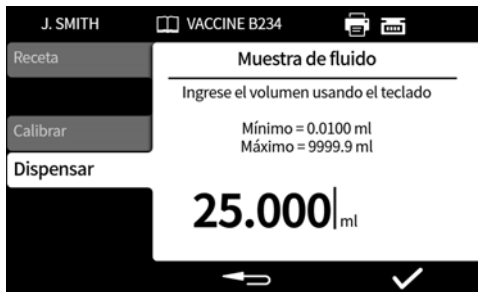 J. SMITH
VACCINE B234
Receta
Muestra de fluido
Ingrese el volumen usando el teclado
Calibrar
Mínimo = 0.0100 ml
Máximo = 9999.9 ml
Dispensar
25.000 ml